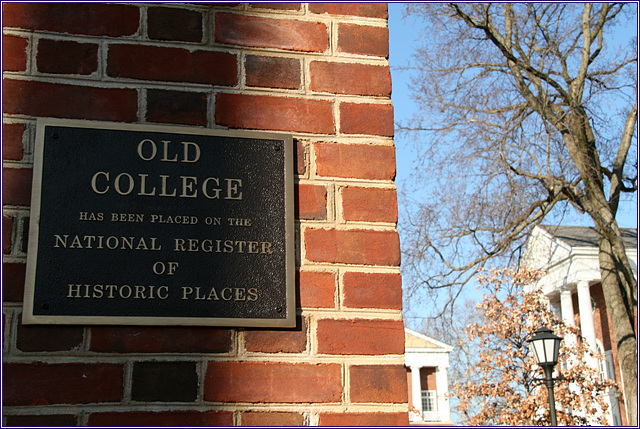 OLD
COLLEGE
HAS BEEN PLACED ON THE
NATIONAL REGISTER
OF
HISTORIC PLACES